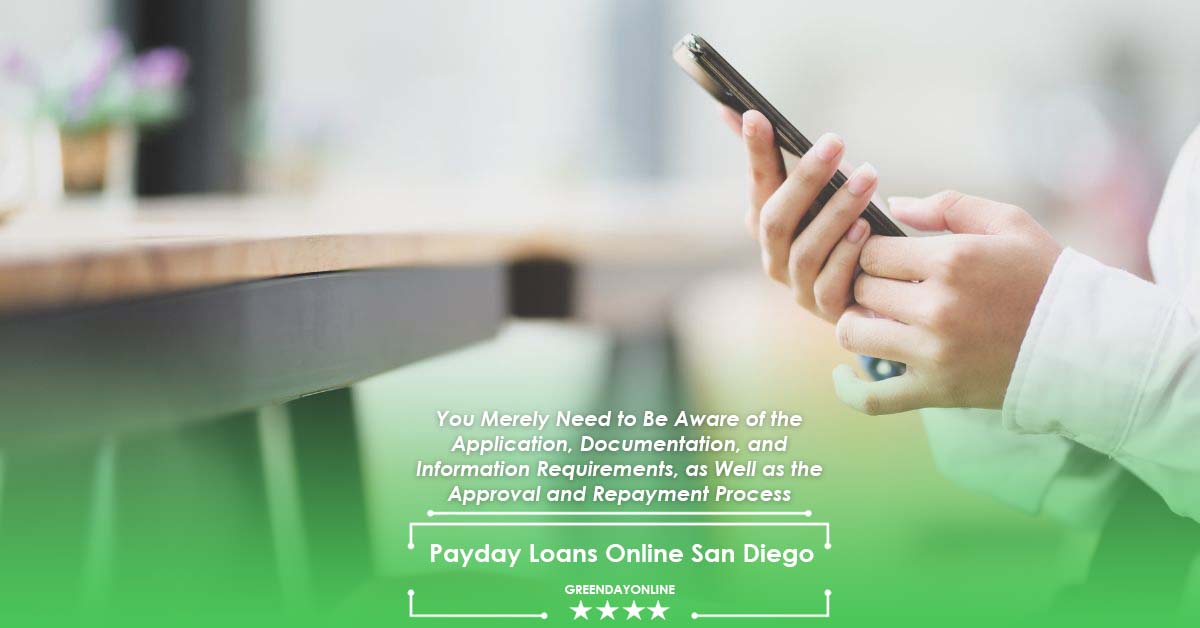 You Merely Need to Be Aware of the
Application, Documentation, and
Information Requirements, as Well as the
Approval and Repayment Process
Payday Loans Online San Diego
GREENDAYONLINE